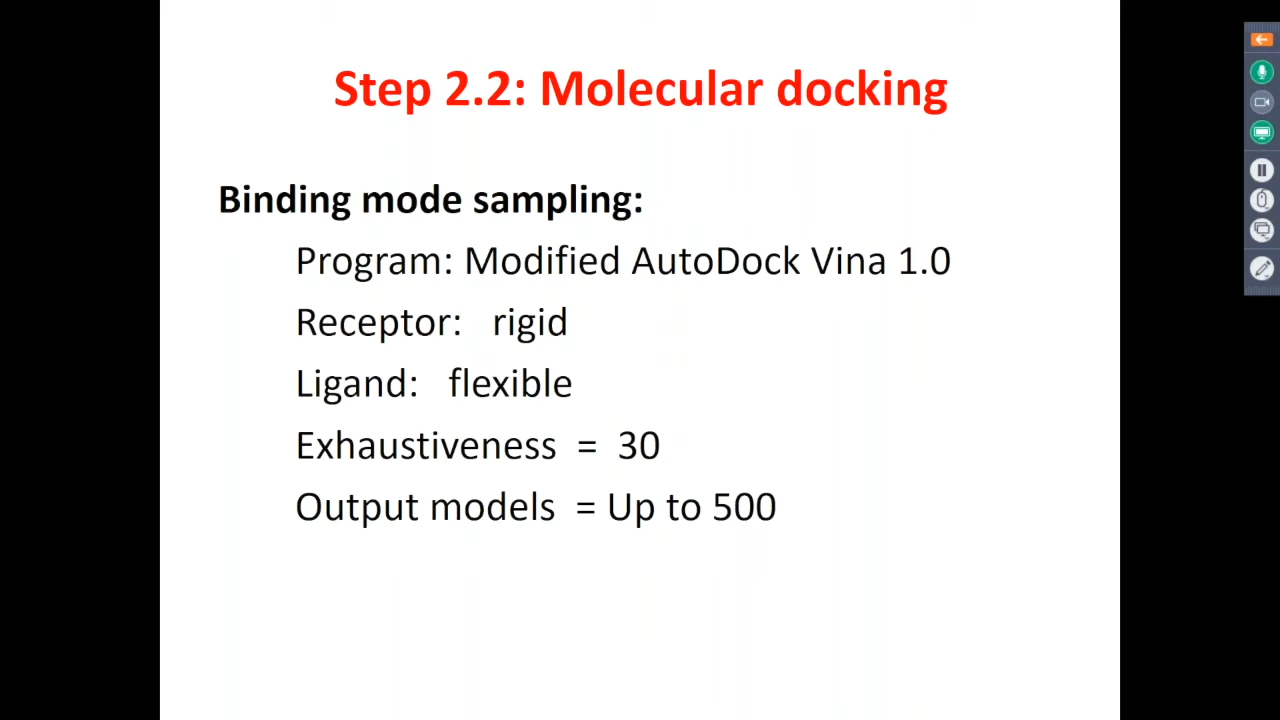 Step 2.2: Molecular docking
Binding mode sampling:
Program: Modified AutoDock Vina 1.0
Receptor: rigid
Ligand: flexible
Exhaustiveness = 30
Output models = Up to 500